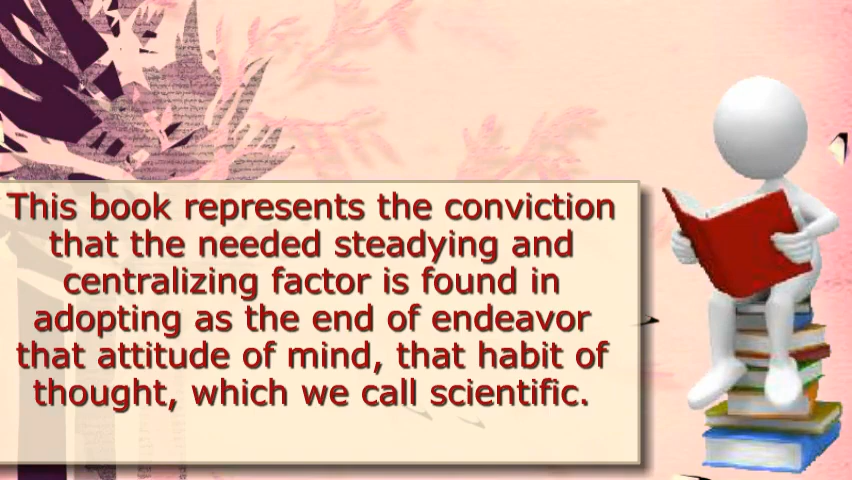 This book represents the conviction
that the needed steadying and
centralizing factor is found in
adopting as the end of endeavor
that attitude of mind, that habit of
thought, which we call scientific.